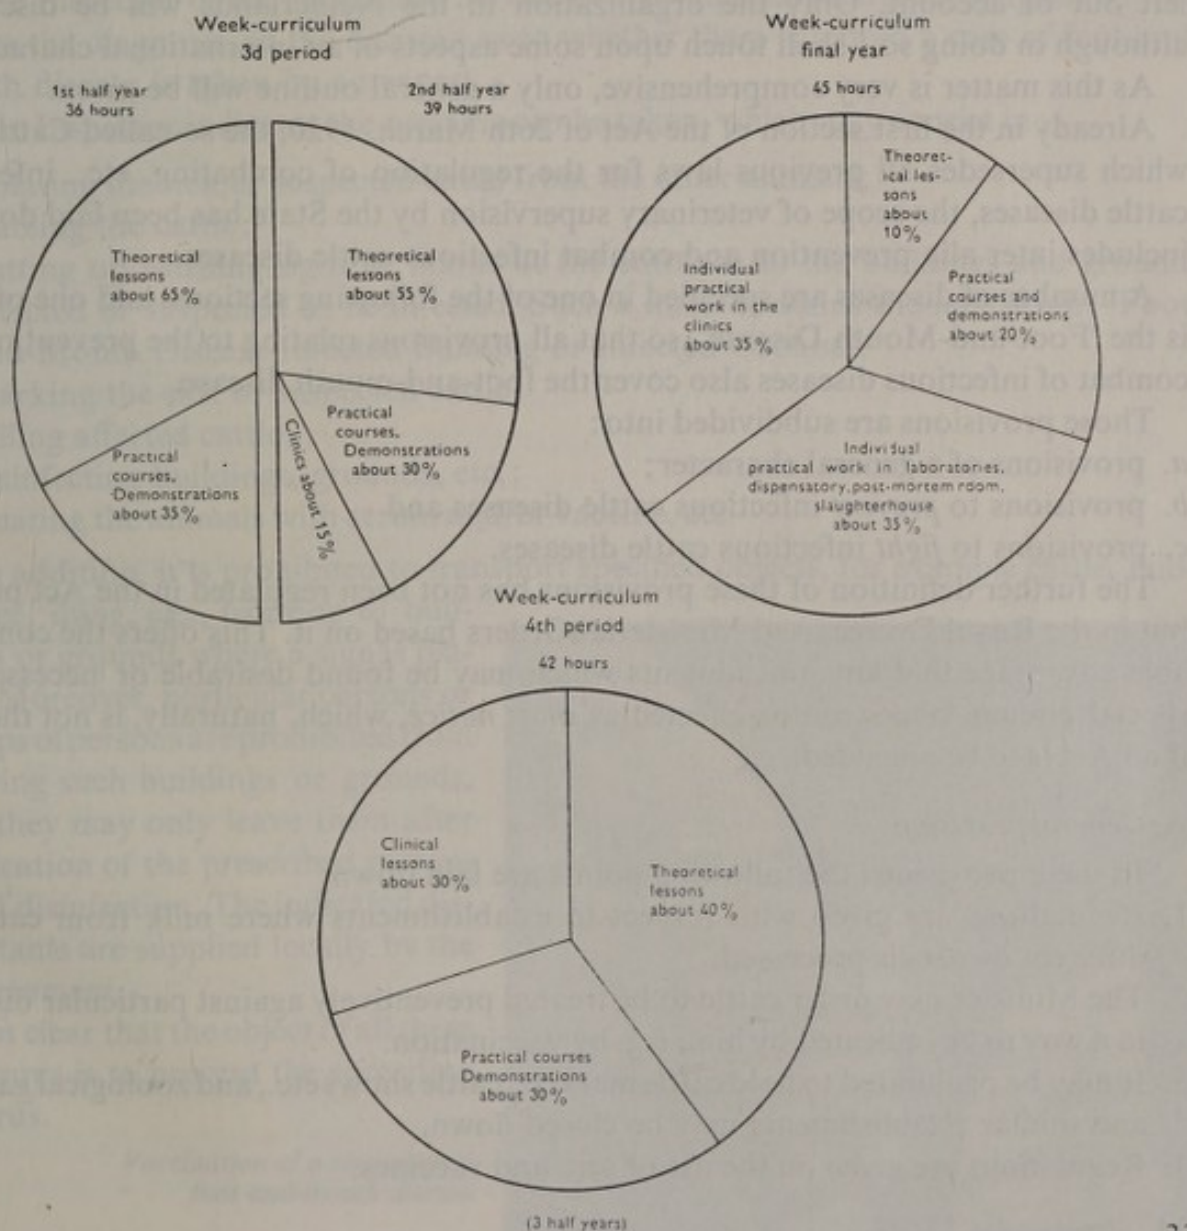 Week-curriculum
3d period
1st half year
36 hours
2nd half year
39 hours
Theoretical
lessons
about 65%
Practical
courses.
Demonstrations
about 35%
Theoretical
lessons
about 55%
Practical
courses.
Demonstrations
about 30%
Clinics about 15%
Week-curriculum
final year
45 hours
Theoret-
ical les-
sons
about
10%
Practical
courses and
demonstrations
about 20%
Individual
practical
work in the
clinics
about 35%
Individual
practical work in laboratories,
dispensatory, post-mortem room,
slaughterhouse
about 35%
Week-curriculum
4th period
42 hours
Clinical
lessons
about 30%
Theoretical
lessons
about 40%
Practical courses
Demonstrations
about 30%
(3 half years)